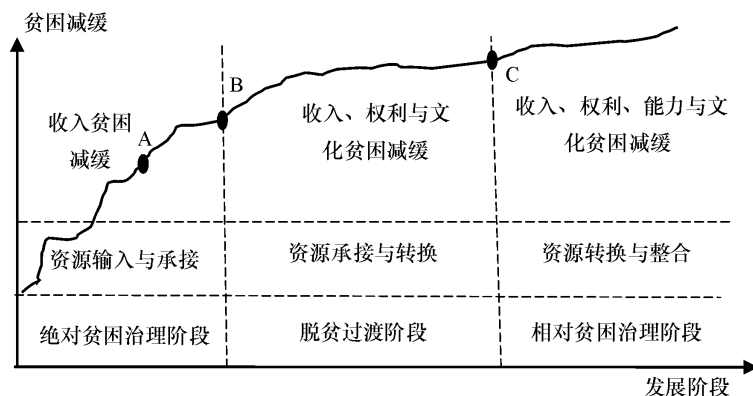 贫困减缓
B
C
A
收入贫困
减缓
收入、权利与文
化贫困减缓
收入、权利、能力与文
化贫困减缓
资源输入与承接
资源承接与转换
资源转换与整合
绝对贫困治理阶段
脱贫过渡阶段
相对贫困治理阶段
发展阶段